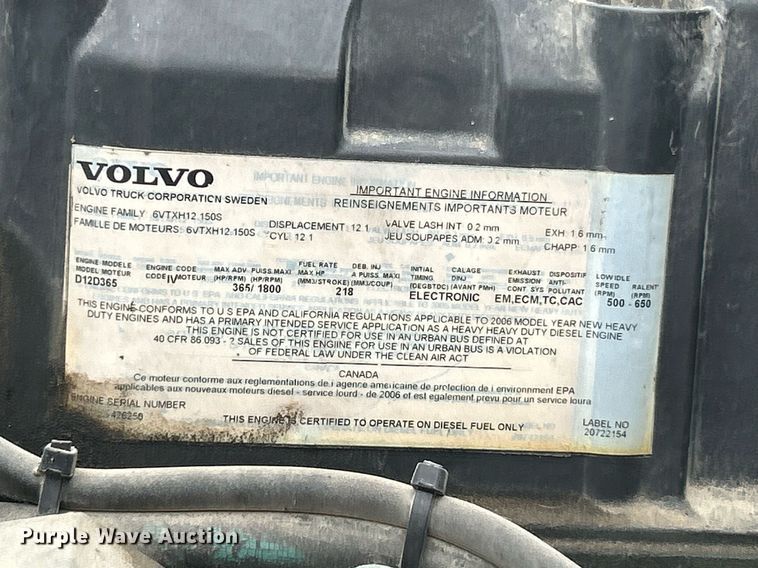 VOLVO
VOLVO TRUCK CORPORATION SWEDEN
IMPORTANT ENGINE INFORMATION
REINSEIGNEMENTS IMPORTANTS MOTEUR
ENGINE FAMILY 6VTXH12.150S
FAMILLE DE MOTEURS: 6VTXH12.150S
DISPLACEMENT: 12.1
CYL: 12 1
VALVE LASH INT 0 2 mm
JEU SOUPAPES ADM: 0 2 mm
EXH: 1 6 mm
CHAPP: 1 6 mm
ENGINE MODELE ENGINE CODE MAX ADV PUISS.MAXI FUEL RATE DEB. INJ INITIAL CALAGE EXHAUST DISPOSITIF LOW IDLE
MODEL MOTEUR CODE MOTEUR (HP/RPM) (HP/RPM) MAX HP A PUISS. MAXI TIMING D'INJ EMISSION ANTI- SPEED RALENTI
(MM3/STROKE) (MM3/COUP) (DEGBTDC) (AVANT PMH) CONT SYS POLLUTANT (RPM) (RPM)
D12D365 IV 365/ 1800 218 ELECTRONIC EM,ECM,TC,CAC 500 - 650
THIS ENGINE CONFORMS TO U S EPA AND CALIFORNIA REGULATIONS APPLICABLE TO 2006 MODEL YEAR NEW HEAVY
DUTY ENGINES AND HAS A PRIMARY INTENDED SERVICE APPLICATION AS A HEAVY HEAVY DUTY DIESEL ENGINE
THIS ENGINE IS NOT CERTIFIED FOR USE IN AN URBAN BUS DEFINED AT
40 CFR 86 093 - 2 SALES OF THIS ENGIINE FOR USE IN AN URBAN BUS IS A VIOLATION
OF FEDERAL LAW UNDER THE CLEAN AIR ACT
CANADA
Ce moteur conforme aux reglementations de l agence americaine de protection de l environment EPA
applicables aux nouveaux moteurs diesel - service lourd - de 2006 et est egalement prevu pour un service loura
ENGINE SERIAL NUMBER
426250
THIS ENGINE IS CERTIFIED TO OPERATE ON DIESEL FUEL ONLY
LABEL NO
20722154
Purple Wave Auction